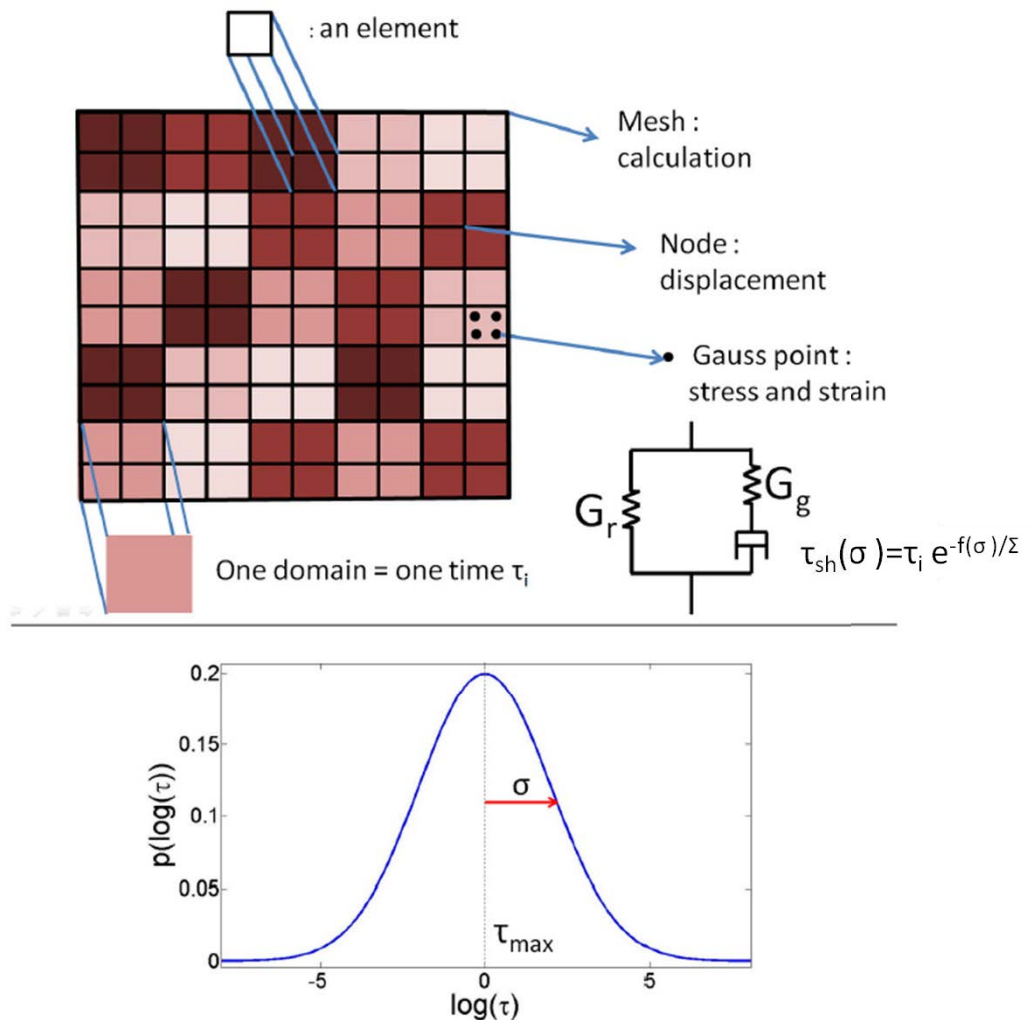 : an element
Mesh :
calculation
Node :
displacement
Gauss point :
stress and strain
G_r
G_g
τ_sh(σ)=τ_i e^{-f(σ)/Σ}
One domain = one time τ_i
0.2
0.15
0.1
0.05
0
p(log(τ))
σ
τ_max
-5
0
5
log(τ)